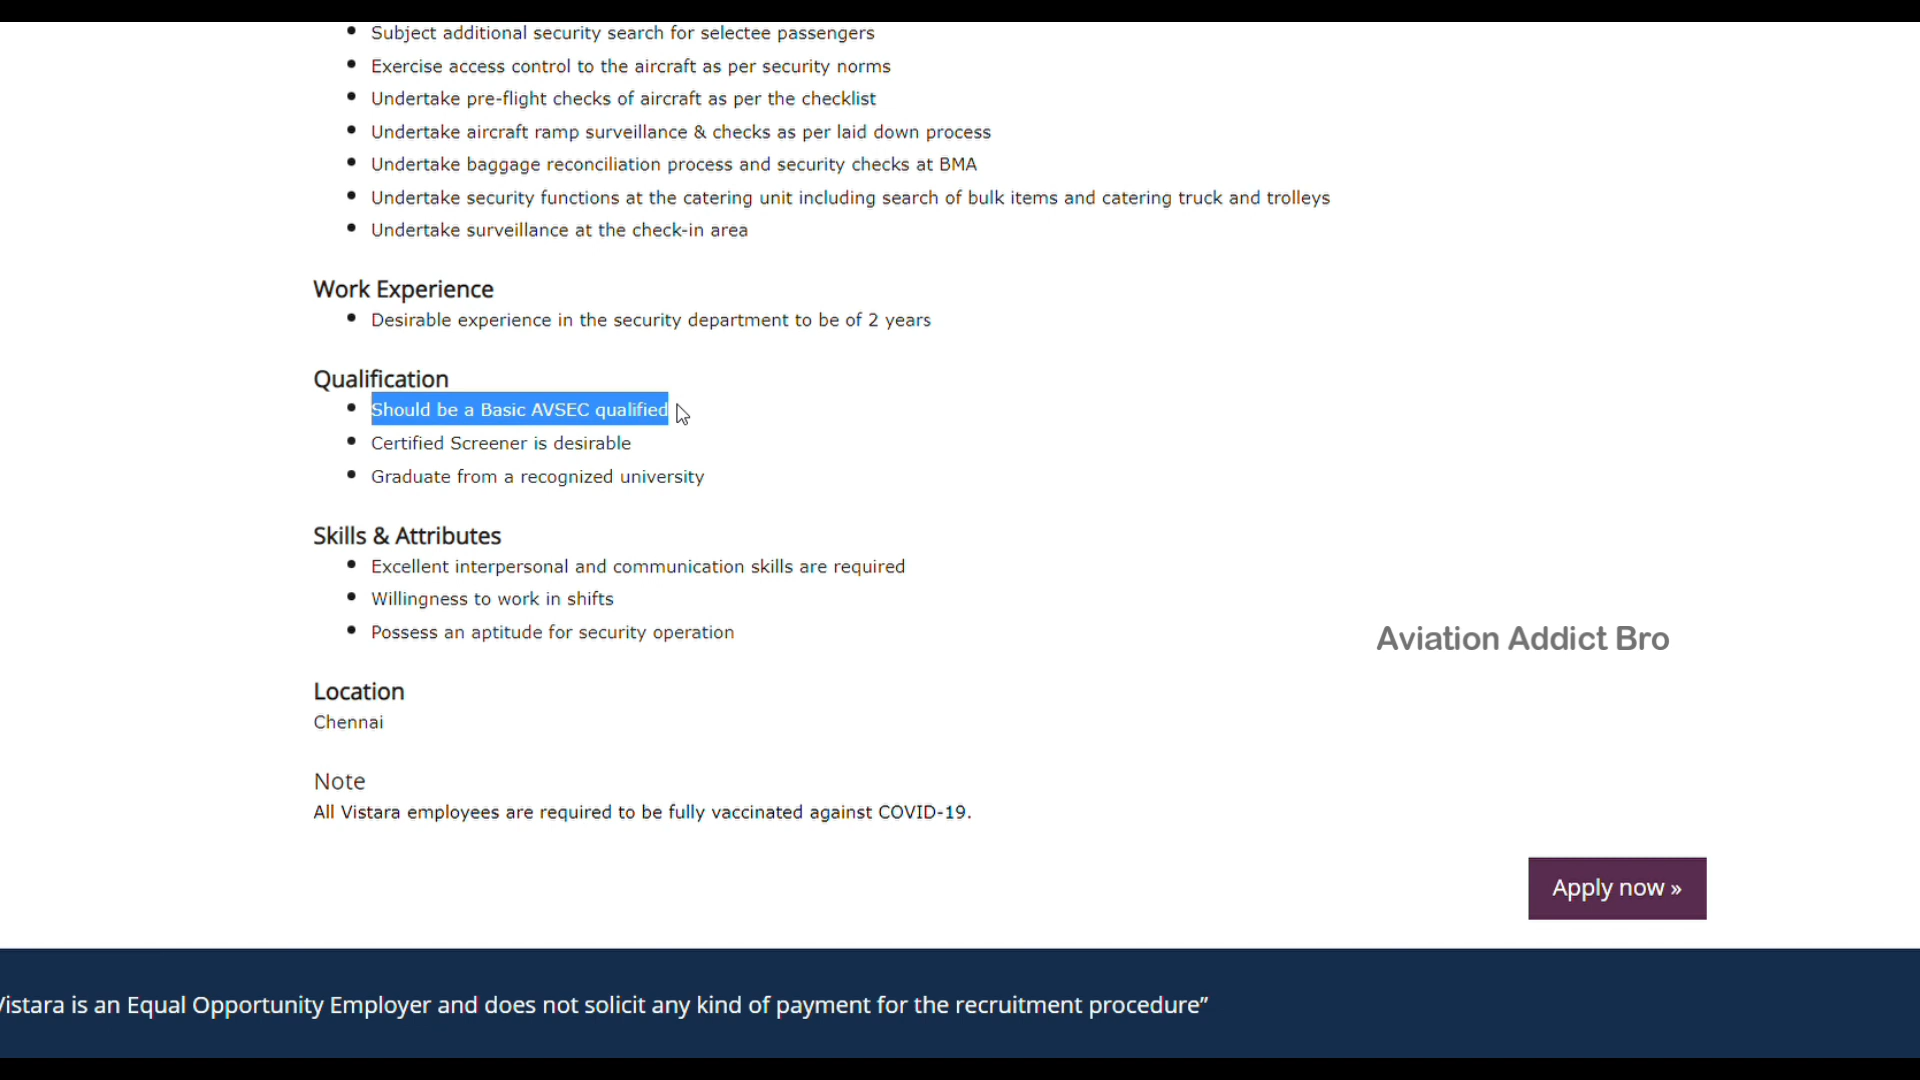 Subject additional security search for selectee passengers
Exercise access control to the aircraft as per security norms
Undertake pre-flight checks of aircraft as per the checklist
Undertake aircraft ramp surveillance & checks as per laid down process
Undertake baggage reconciliation process and security checks at BMA
Undertake security functions at the catering unit including search of bulk items and catering truck and trolleys
Undertake surveillance at the check-in area
Work Experience
Desirable experience in the security department to be of 2 years
Qualification
Should be a Basic AVSEC qualified
Certified Screener is desirable
Graduate from a recognized university
Skills & Attributes
Excellent interpersonal and communication skills are required
Willingness to work in shifts
Possess an aptitude for security operation
Aviation Addict Bro
Location
Chennai
Note
All Vistara employees are required to be fully vaccinated against COVID-19.
Apply now »
Vistara is an Equal Opportunity Employer and does not solicit any kind of payment for the recruitment procedure”